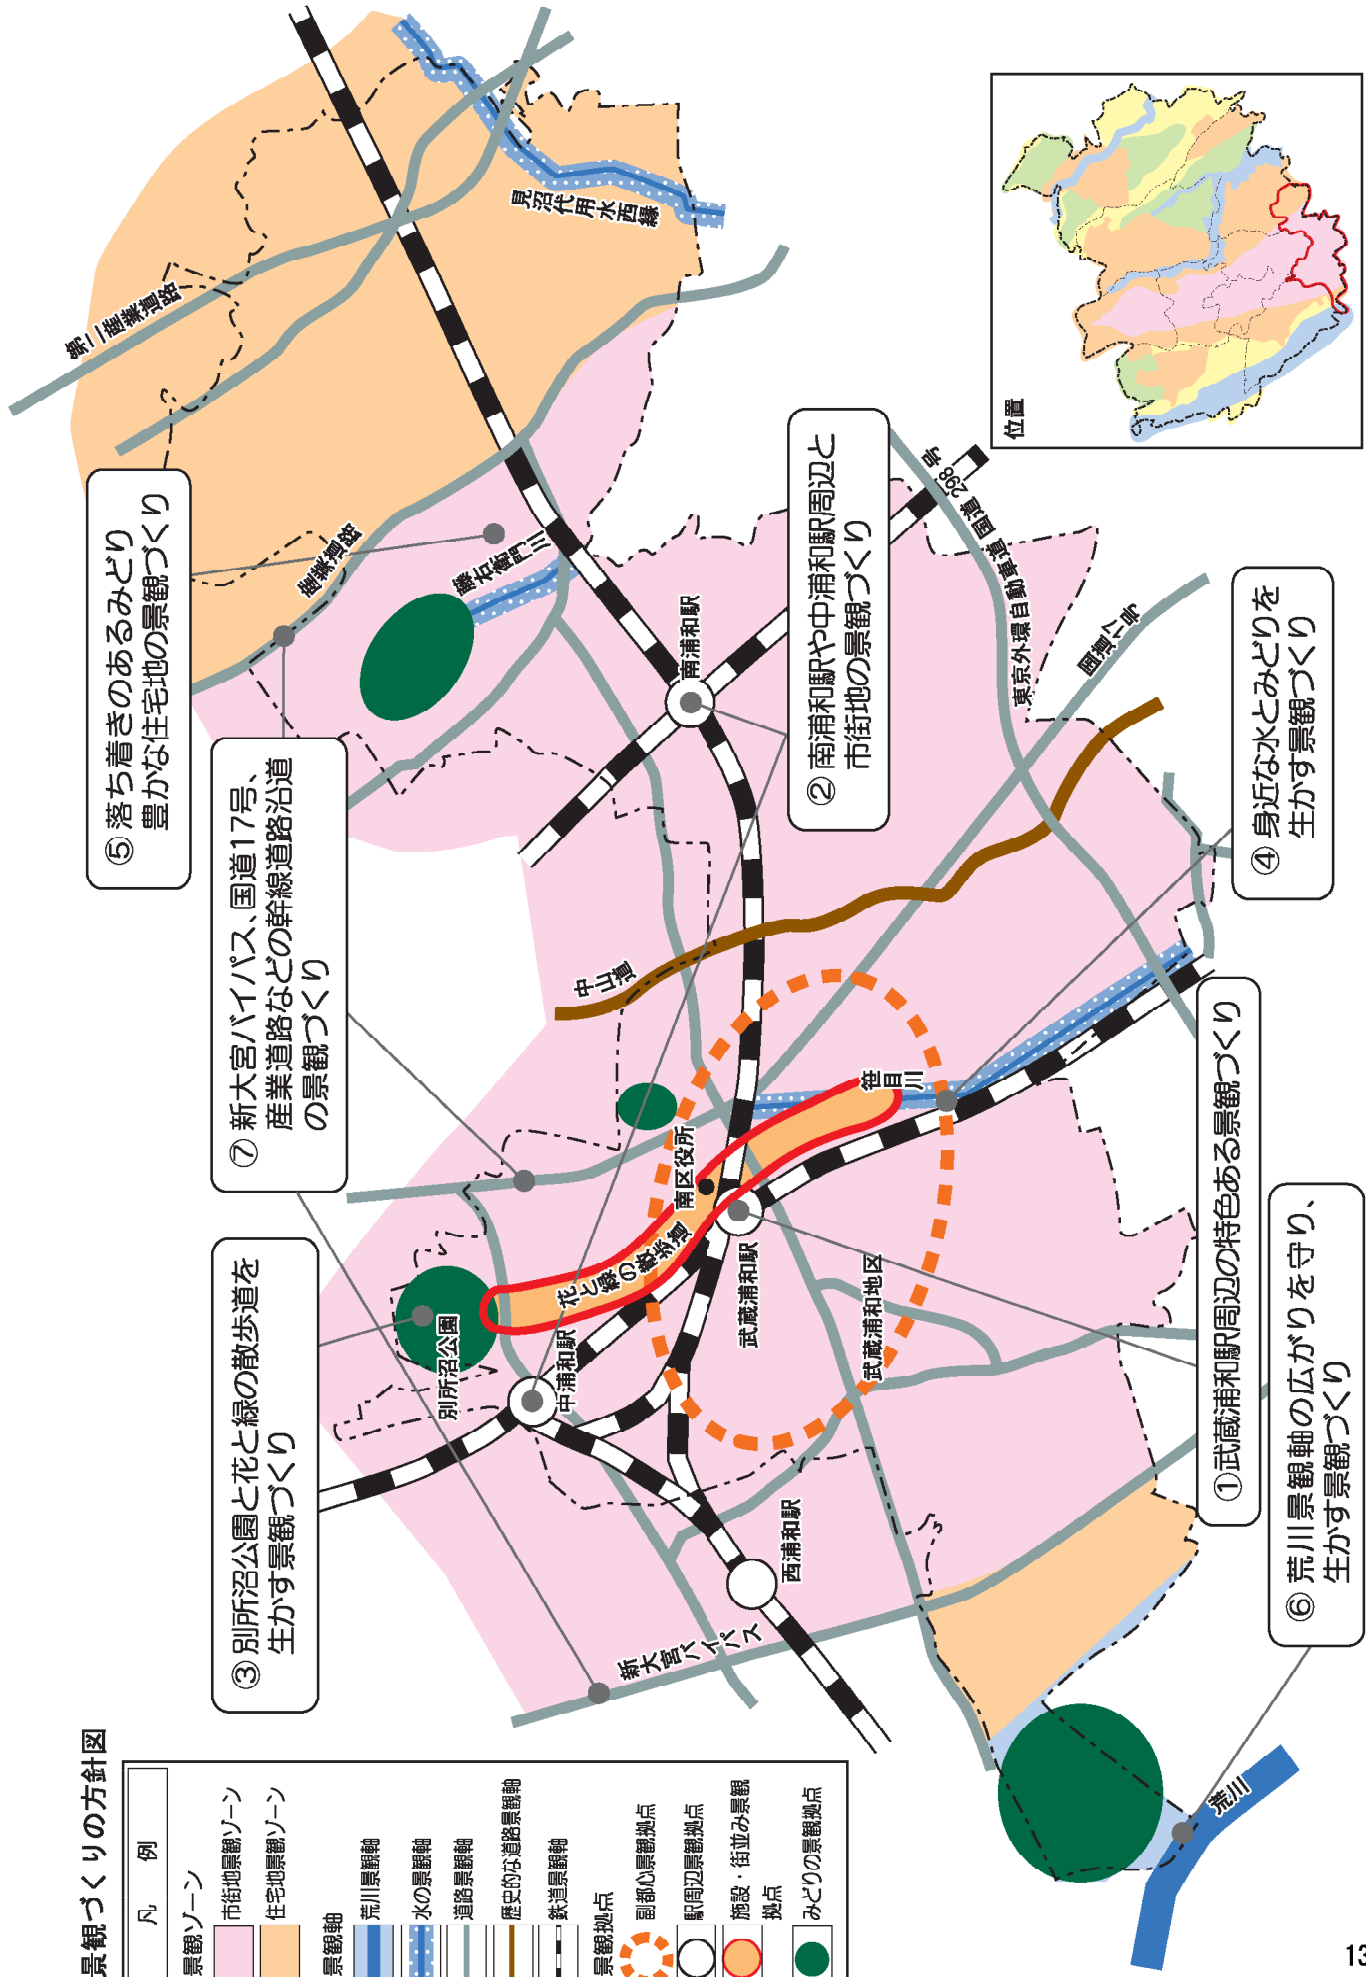 景観づくりの方針図
凡　例
景観ゾーン
市街地景観ゾーン
住宅地景観ゾーン
景観軸
荒川景観軸
水の景観軸
道路景観軸
歴史的な道路景観軸
鉄道景観軸
景観拠点
副都心景観拠点
駅周辺景観拠点
施設・街並み景観
拠点
みどりの景観拠点
③ 別所沼公園と花と緑の散歩道を
生かす景観づくり
⑦ 新大宮バイパス、国道17号、
産業道路などの幹線道路沿道
の景観づくり
⑤ 落ち着きのあるみどり
豊かな住宅地の景観づくり
② 南浦和駅や中浦和駅周辺と
市街地の景観づくり
④ 身近な水とみどりを
生かす景観づくり
①武蔵浦和駅周辺の特色ある景観づくり
⑥ 荒川景観軸の広がりを守り、
生かす景観づくり
第二産業道路
産業道路
藤右衛門川
見沼代用水西縁
南浦和駅
中山道
別所沼公園
中浦和駅
花と緑の散歩道
南区役所
武蔵浦和駅
武蔵浦和地区
笹目川
西浦和駅
新大宮バイパス
東京外環自動車道 国道 298 号
国道17号
荒川
位置
13